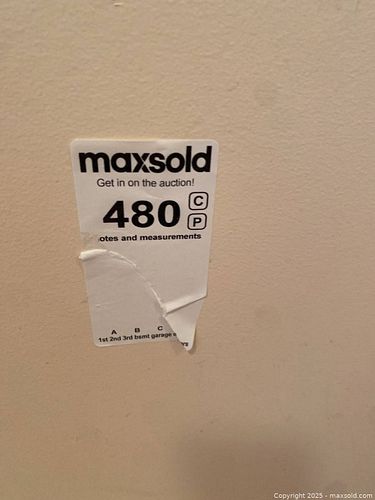 maxsold
Get in on the auction!
480 C
P
otes and measurements
A B C
1st 2nd 3rd bsmt garage
Copyright © 2025 - maxsold.com